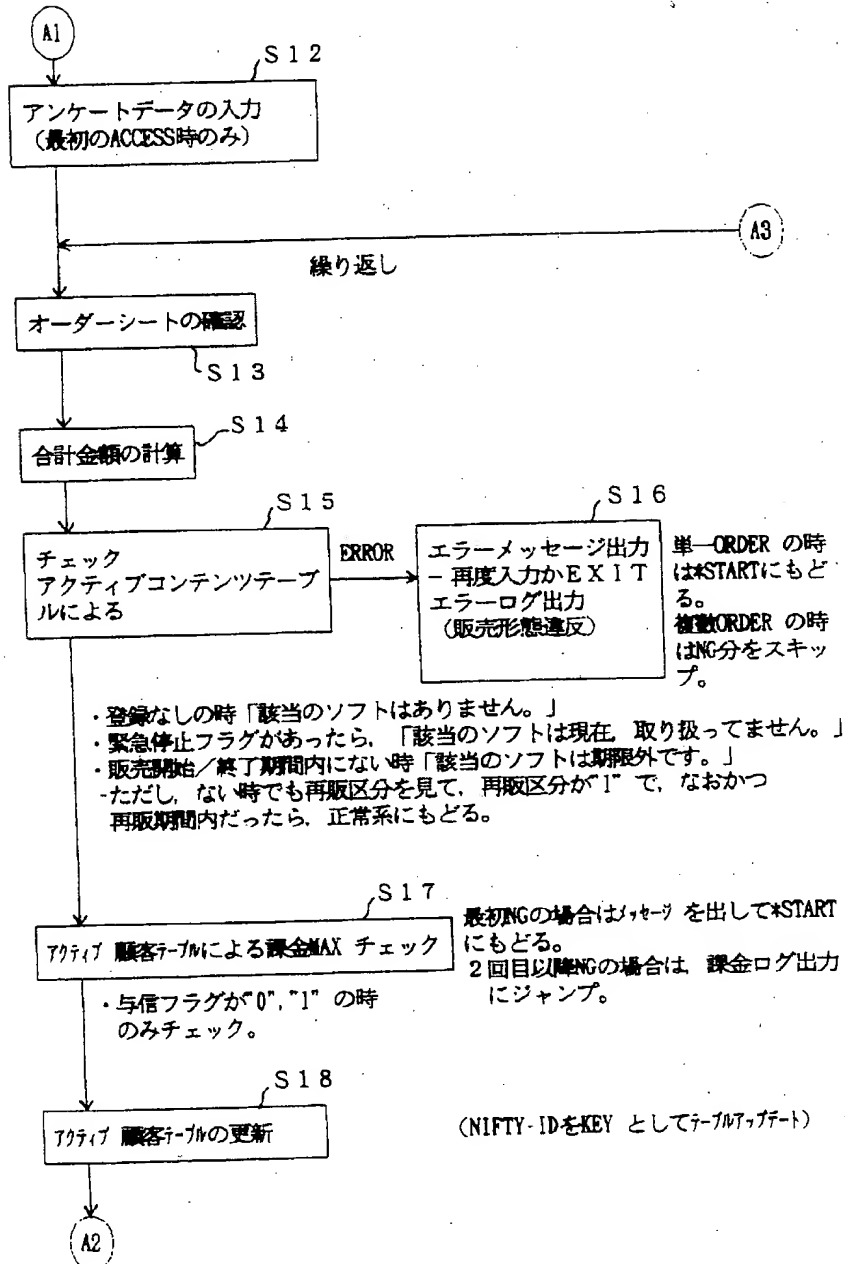 A1
S12
アンケートデータの入力
(最初のACCESS時のみ)
A3
繰り返し
オーダーシートの確認
S13
S14
合計金額の計算
S15
チェック
アクティブコンテンツテーブ
ルによる
ERROR
S16
エラーメッセージ出力
－再度入力かEXIT
エラーログ出力
(販売形態違反)
単一ORDER の時
は*STARTにもど
る。
複数ORDER の時
はNG分をスキッ
プ。
・登録なしの時「該当のソフトはありません。」
・緊急停止フラグがあったら, 「該当のソフトは現在, 取り扱ってません。」
・販売開始／終了期間内にない時「該当のソフトは期限外です。」
-ただし, ない時でも再販区分を見て, 再販区分が"1" で, なおかつ
再販期間内だったら, 正常系にもどる。
S17
アクティブ 顧客テーブルによる課金MAX チェック
最初NGの場合はメッセージ を出して*START
にもどる。
2回目以降NGの場合は, 課金ログ出力
にジャンプ。
・与信フラグが"0", "1" の時
のみチェック。
S18
アクティブ 顧客テーブルの更新
(NIFTY-IDをKEY としてテーブルアップデート)
A2